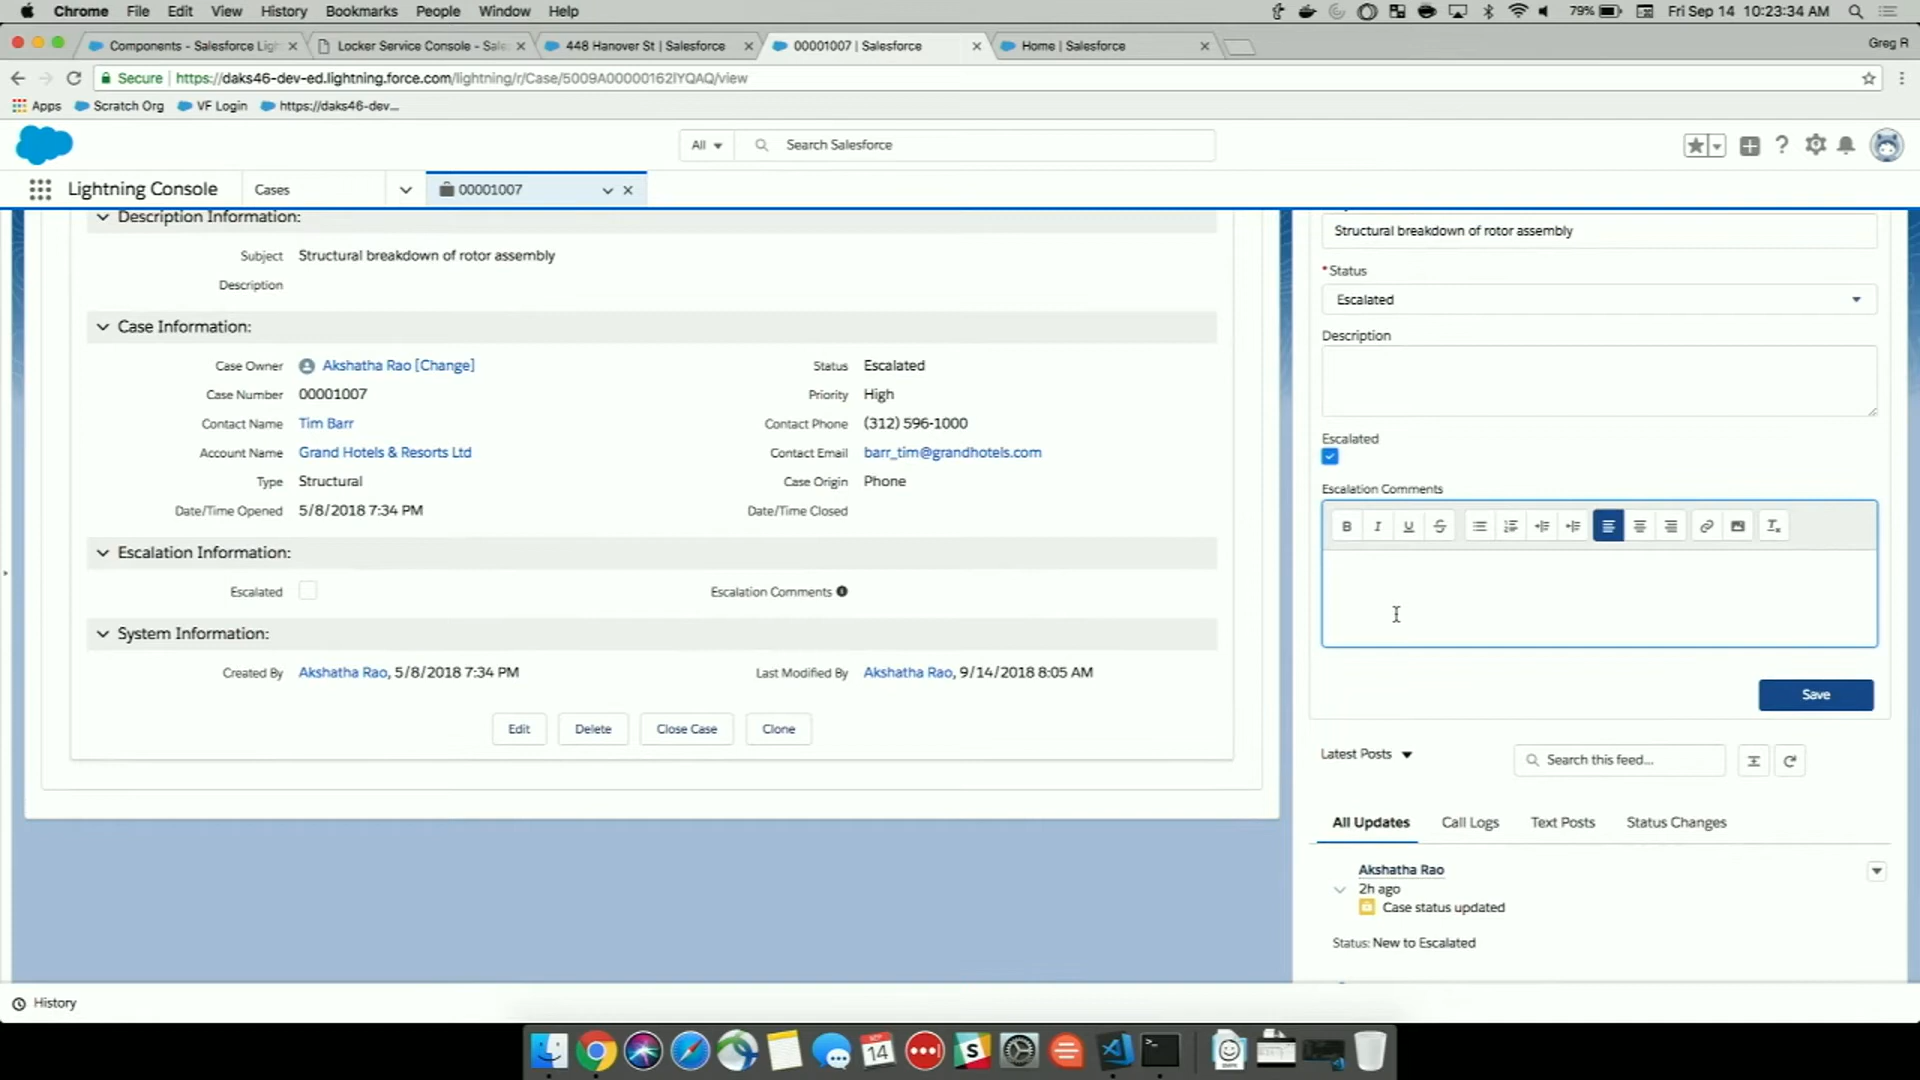 Chrome File Edit View History Bookmarks People Window Help
79% Fri Sep 14 10:23:34 AM
Components - Salesforce Ligh
Locker Service Console - Sale
448 Hanover St | Salesforce
00001007 | Salesforce
Home | Salesforce
Greg R
Secure | https://daks46-dev-ed.lightning.force.com/lightning/r/Case/5009A00000162lYQAQ/view
Apps Scratch Org VF Login https://daks46-dev...
All Search Salesforce
Lightning Console Cases 00001007
Description Information:
Subject Structural breakdown of rotor assembly
Description
Case Information:
Case Owner Akshatha Rao [Change] Status Escalated
Case Number 00001007 Priority High
Contact Name Tim Barr Contact Phone (312) 596-1000
Account Name Grand Hotels & Resorts Ltd Contact Email barr_tim@grandhotels.com
Type Structural Case Origin Phone
Date/Time Opened 5/8/2018 7:34 PM Date/Time Closed
Escalation Information:
Escalated Escalation Comments
System Information:
Created By Akshatha Rao, 5/8/2018 7:34 PM Last Modified By Akshatha Rao, 9/14/2018 8:05 AM
Edit Delete Close Case Clone
Structural breakdown of rotor assembly
*Status
Escalated
Description
Escalated
Escalation Comments
B I U S
Save
Latest Posts Search this feed...
All Updates Call Logs Text Posts Status Changes
Akshatha Rao
2h ago
Case status updated
Status: New to Escalated
History
SEP
14